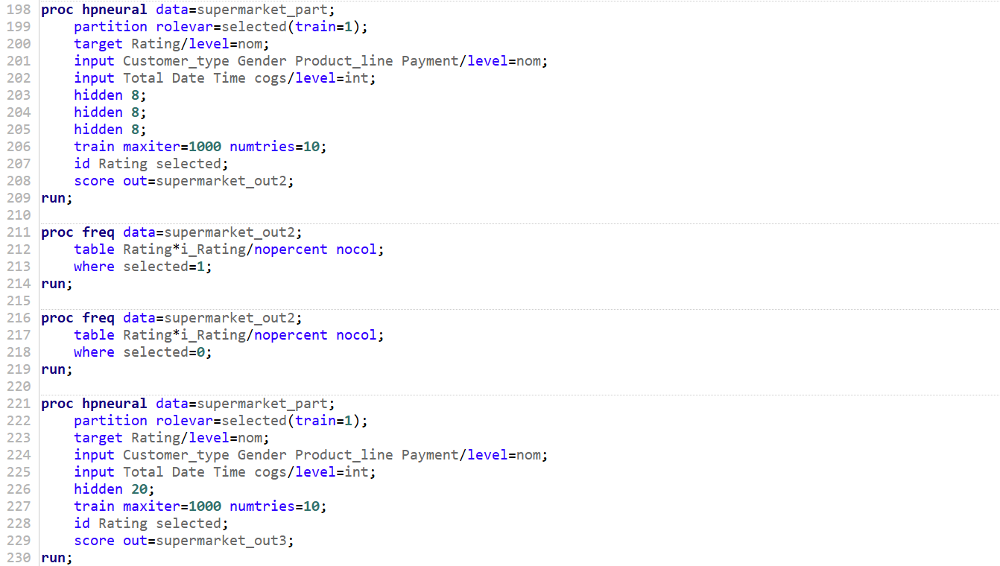 198 proc hpneural data=supermarket_part;
199     partition rolevar=selected(train=1);
200     target Rating/level=nom;
201     input Customer_type Gender Product_line Payment/level=nom;
202     input Total Date Time cogs/level=int;
203     hidden 8;
204     hidden 8;
205     hidden 8;
206     train maxiter=1000 numtries=10;
207     id Rating selected;
208     score out=supermarket_out2;
209 run;
210
211 proc freq data=supermarket_out2;
212     table Rating*i_Rating/nopercent nocol;
213     where selected=1;
214 run;
215
216 proc freq data=supermarket_out2;
217     table Rating*i_Rating/nopercent nocol;
218     where selected=0;
219 run;
220
221 proc hpneural data=supermarket_part;
222     partition rolevar=selected(train=1);
223     target Rating/level=nom;
224     input Customer_type Gender Product_line Payment/level=nom;
225     input Total Date Time cogs/level=int;
226     hidden 20;
227     train maxiter=1000 numtries=10;
228     id Rating selected;
229     score out=supermarket_out3;
230 run;